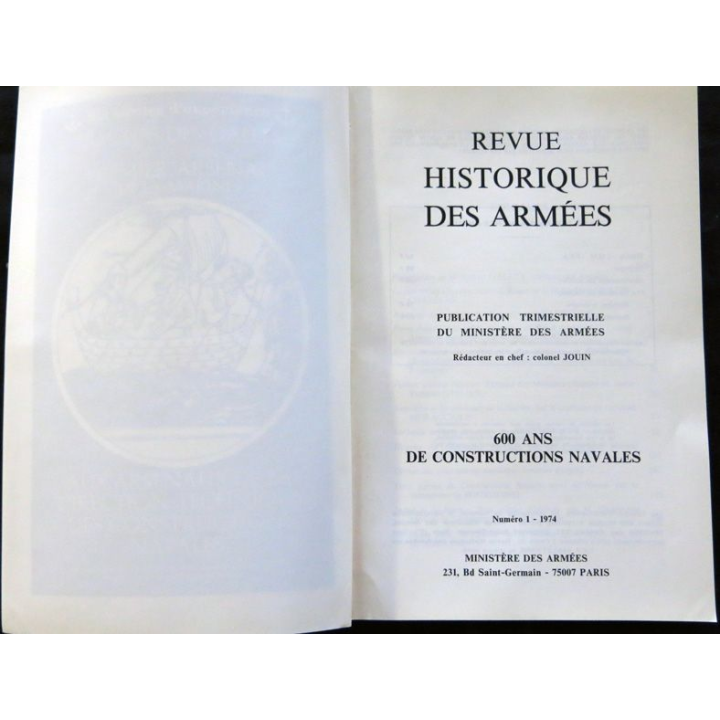 REVUE
HISTORIQUE
DES ARMÉES
PUBLICATION TRIMESTRIELLE
DU MINISTÈRE DES ARMÉES
Rédacteur en chef : colonel JOUIN
600 ANS
DE CONSTRUCTIONS NAVALES
Numéro 1 - 1974
MINISTÈRE DES ARMÉES
231, Bd Saint-Germain - 75007 PARIS